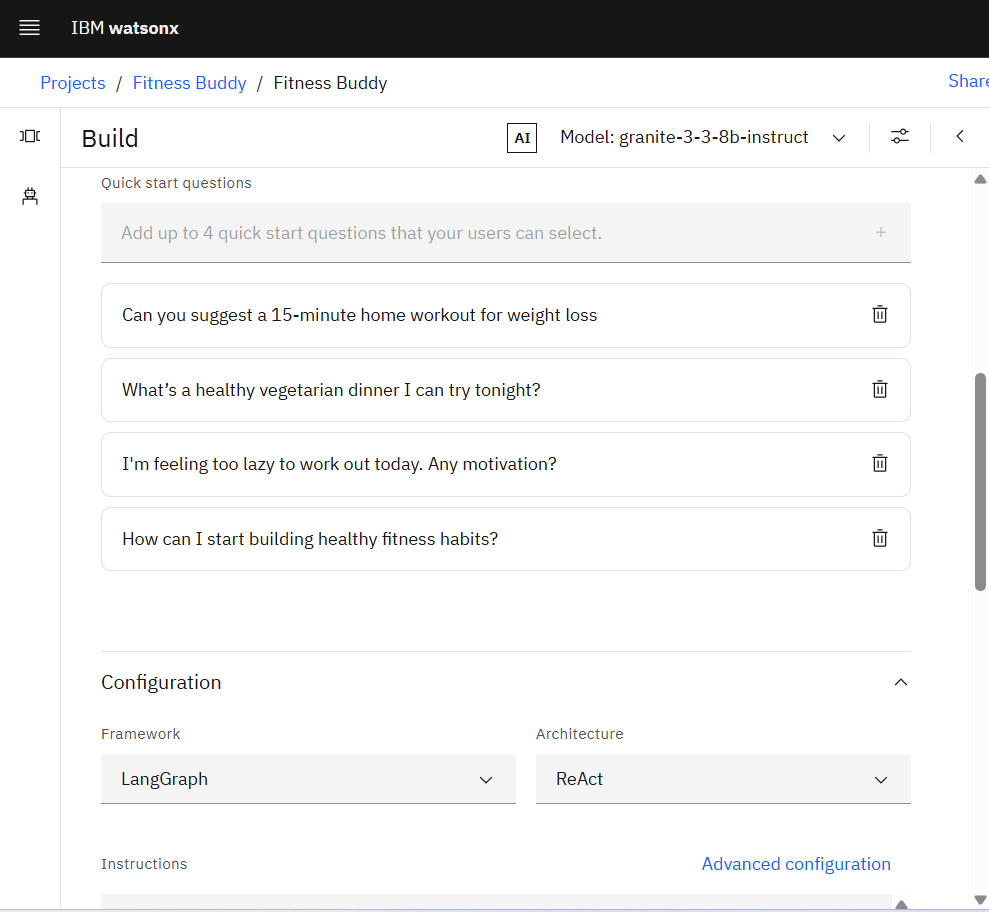 IBM watsonx
Projects / Fitness Buddy / Fitness Buddy
Share
Build
AI
Model: granite-3-3-8b-instruct
Quick start questions
Add up to 4 quick start questions that your users can select.
Can you suggest a 15-minute home workout for weight loss
What’s a healthy vegetarian dinner I can try tonight?
I'm feeling too lazy to work out today. Any motivation?
How can I start building healthy fitness habits?
Configuration
Framework
Architecture
LangGraph
ReAct
Instructions
Advanced configuration